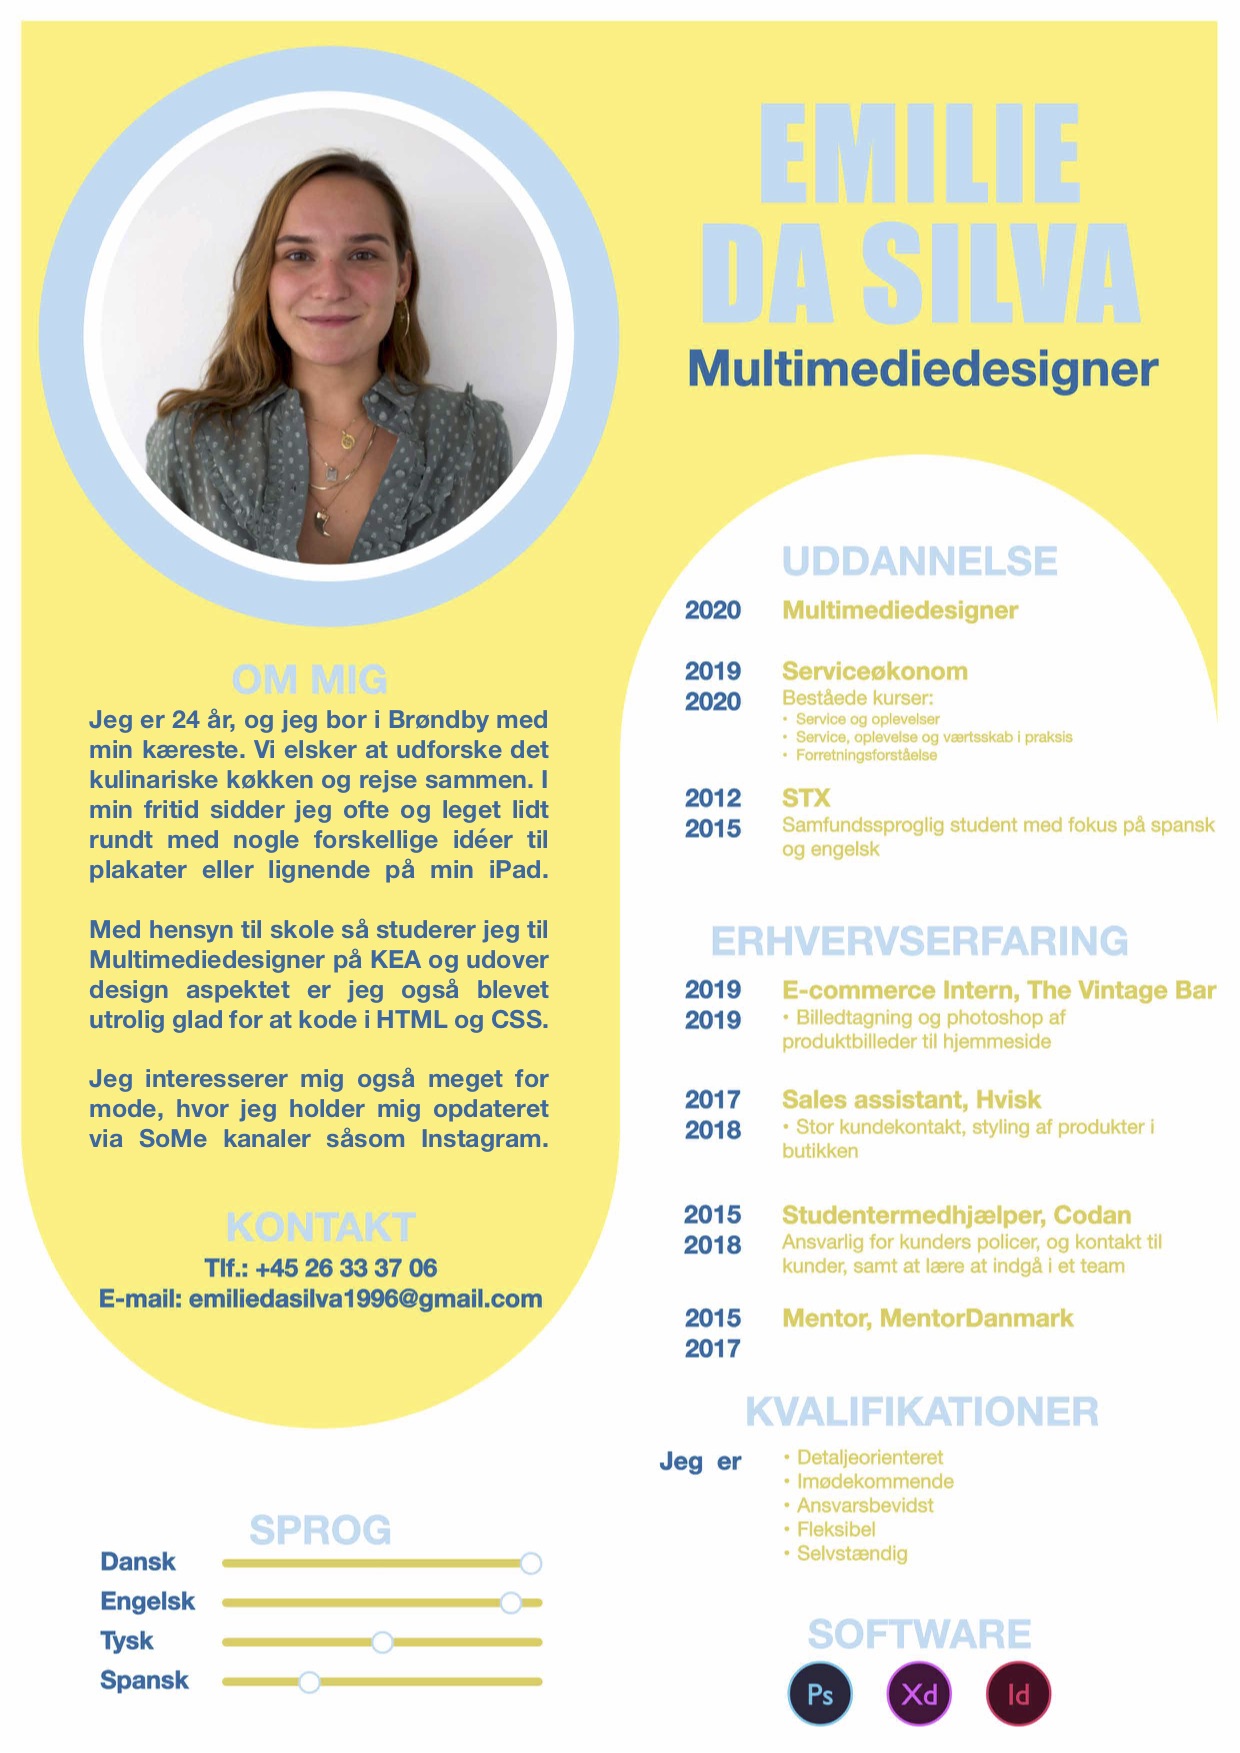 EMILIE
DA SILVA
Multimediedesigner
OM MIG
Jeg er 24 år, og jeg bor i Brøndby med
min kæreste. Vi elsker at udforske det
kulinariske køkken og rejse sammen. I
min fritid sidder jeg ofte og leget lidt
rundt med nogle forskellige idéer til
plakater eller lignende på min iPad.
Med hensyn til skole så studerer jeg til
Multimediedesigner på KEA og udover
design aspektet er jeg også blevet
utrolig glad for at kode i HTML og CSS.
Jeg interesserer mig også meget for
mode, hvor jeg holder mig opdateret
via SoMe kanaler såsom Instagram.
KONTAKT
Tlf.: +45 26 33 37 06
E-mail: emiliedasilva1996@gmail.com
SPROG
Dansk
Engelsk
Tysk
Spansk
UDDANNELSE
2020 Multimediedesigner
2019 Serviceøkonom
2020 Beståede kurser:
• Service og oplevelser
• Service, oplevelse og værtsskab i praksis
• Forretningsforståelse
2012 STX
2015 Samfundssproglig student med fokus på spansk
og engelsk
ERHVERVSERFARING
2019 E-commerce Intern, The Vintage Bar
2019 • Billedtagning og photoshop af
produktbilleder til hjemmeside
2017 Sales assistant, Hvisk
2018 • Stor kundekontakt, styling af produkter i
butikken
2015 Studentermedhjælper, Codan
2018 Ansvarlig for kunders policer, og kontakt til
kunder, samt at lære at indgå i et team
2015 Mentor, MentorDanmark
2017
KVALIFIKATIONER
Jeg er • Detaljeorienteret
• Imødekommende
• Ansvarsbevidst
• Fleksibel
• Selvstændig
SOFTWARE
Ps Xd Id